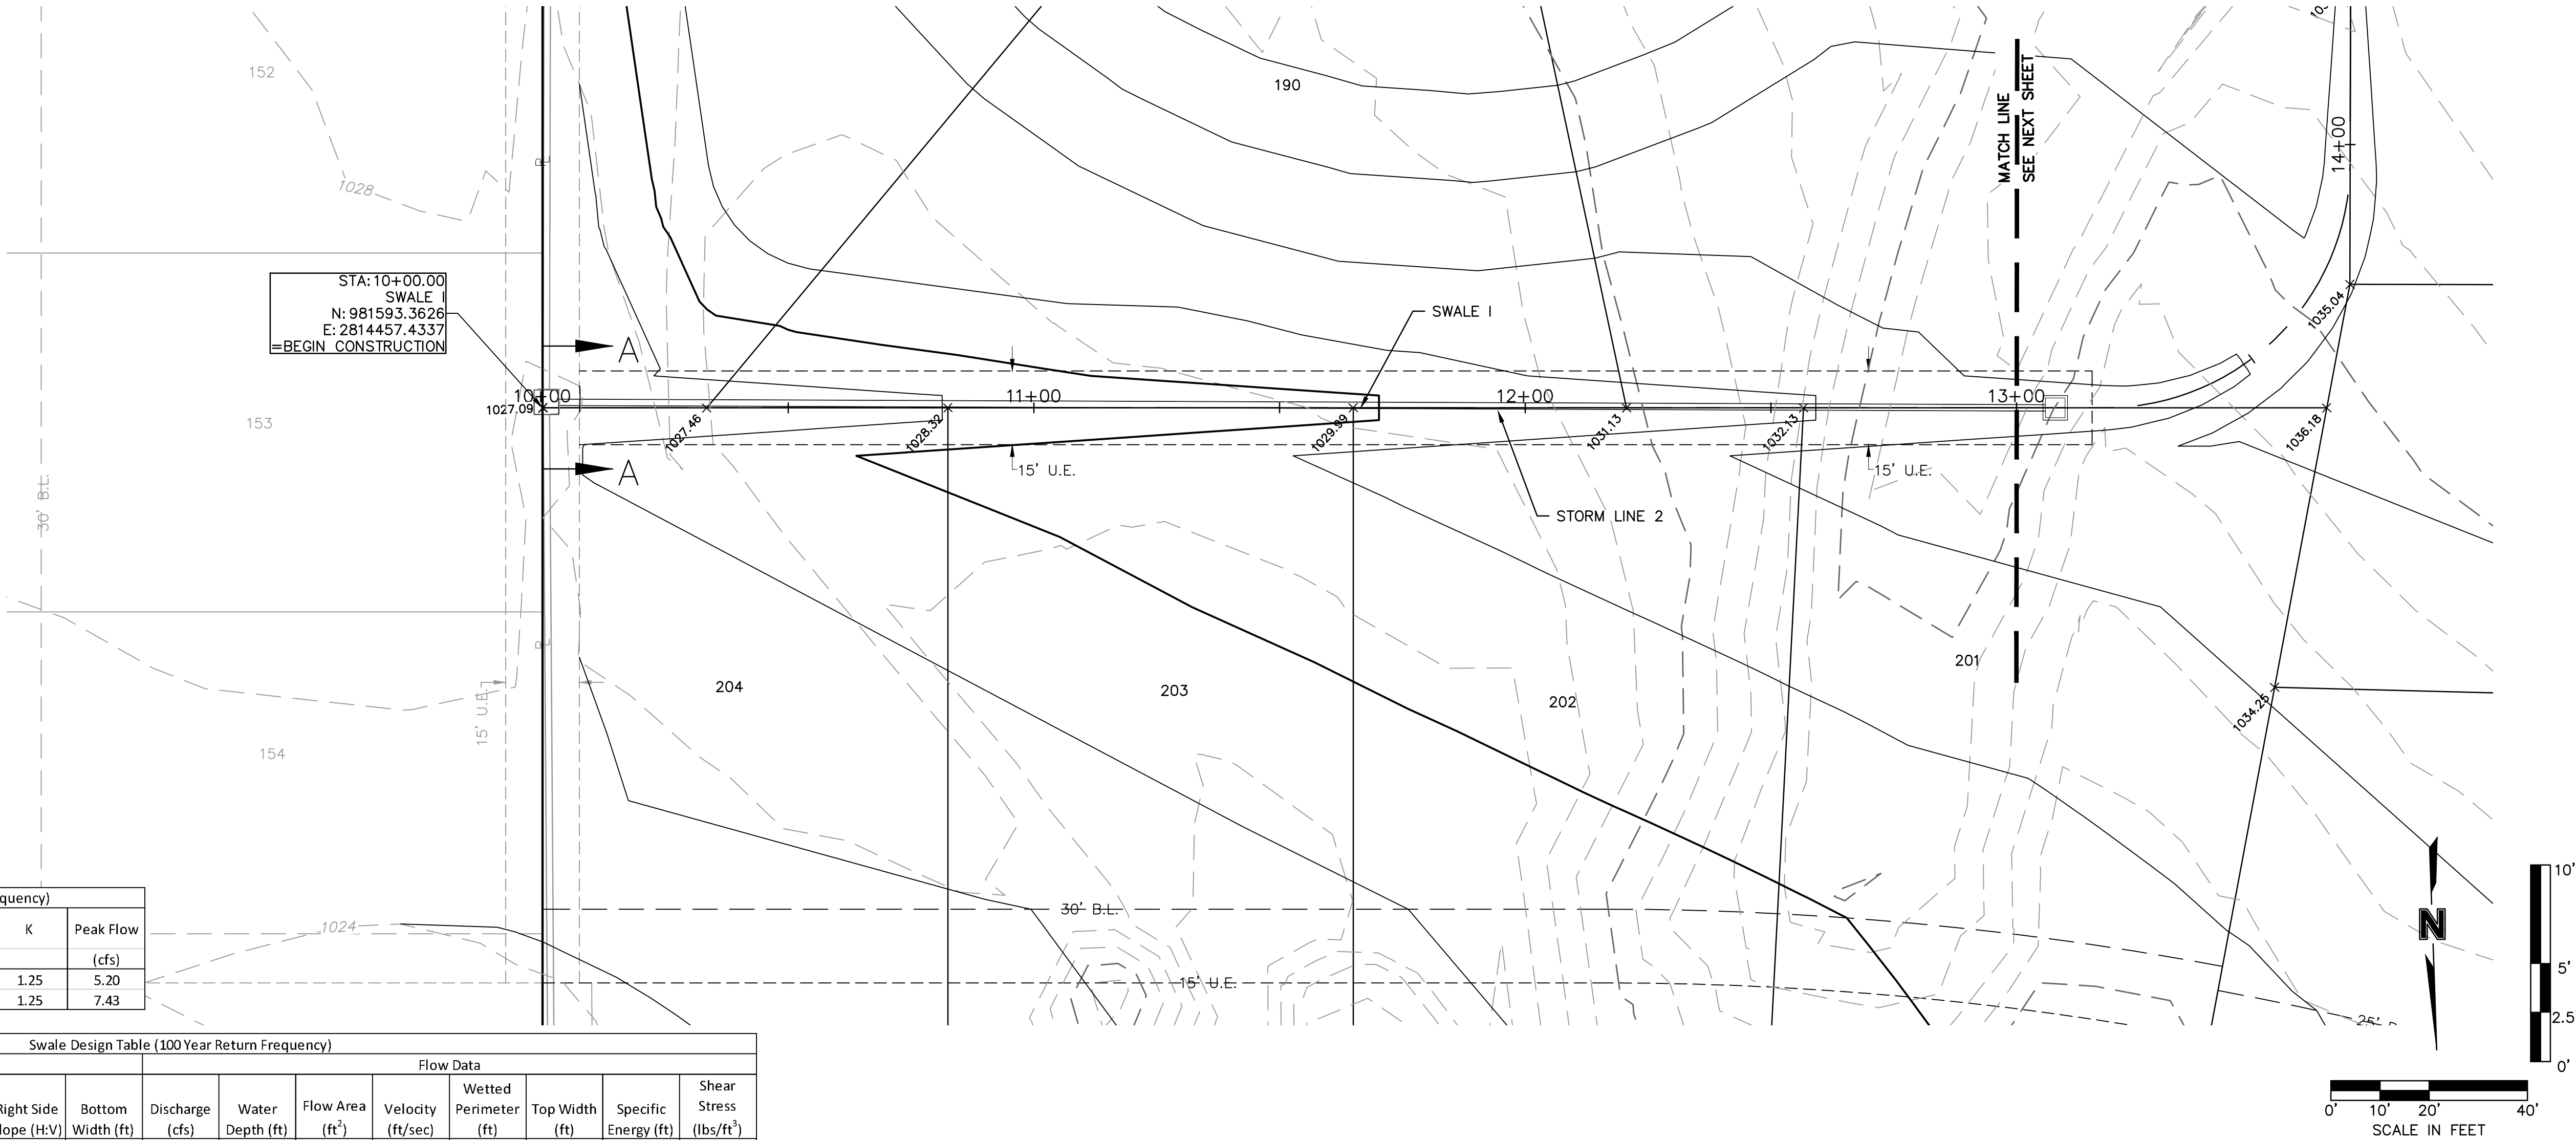 152
1028
190
MATCH LINE
SEE NEXT SHEET
14+00
STA: 10+00.00
SWALE I
N: 981593.3626
E: 2814457.4337
=BEGIN CONSTRUCTION
SWALE I
1035.04
A
10+00
11+00
12+00
13+00
1027.09
1027.46
1028.32
1029.99
1031.13
1032.13
1036.18
153
A
15' U.E.
15' U.E.
30' B.L.
STORM LINE 2
204
203
202
201
15' U.E.
1034.25
154
30' B.L.
1024
15' U.E.
N
10'
5'
2.5
0'
0' 10' 20' 40'
SCALE IN FEET
quency)
K Peak Flow
(cfs)
1.25 5.20
1.25 7.43
Swale Design Table (100 Year Return Frequency)
Flow Data
Right Side
lope (H:V)
Bottom
Width (ft)
Discharge
(cfs)
Water
Depth (ft)
Flow Area
(ft²)
Velocity
(ft/sec)
Wetted
Perimeter
(ft)
Top Width
(ft)
Specific
Energy (ft)
Shear
Stress
(lbs/ft³)